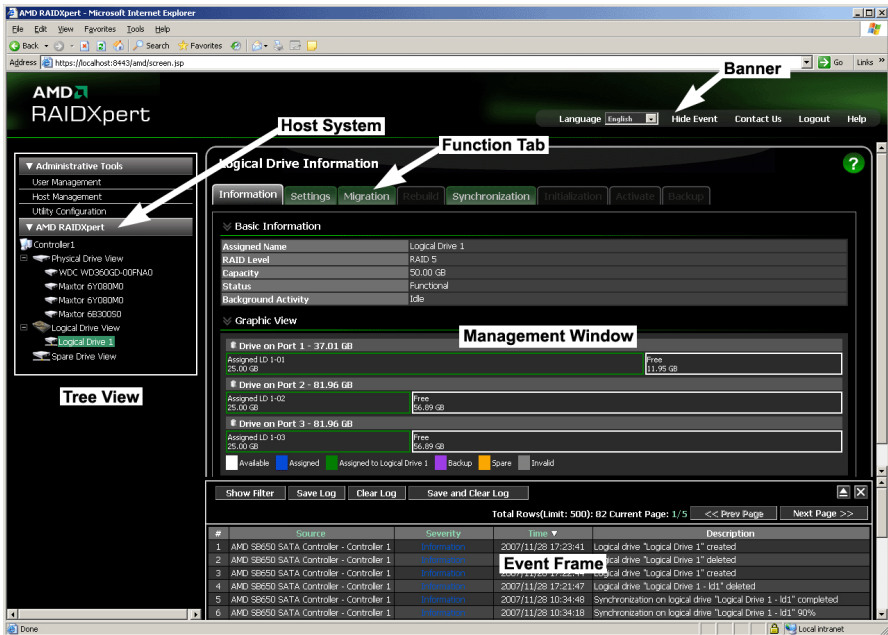 AMD RAIDXpert - Microsoft Internet Explorer
File Edit View Favorites Tools Help
Back Search Favorites
Address https://localhost:8443/amd/screen.jsp Go Links »
Banner
AMD
RAIDXpert
Language English Hide Event Contact Us Logout Help
Host System
Function Tab
▼ Administrative Tools
User Management
Host Management
Utility Configuration
▼ AMD RAIDXpert
Controller1
Physical Drive View
WDC WD360GD-00FNA0
Maxtor 6Y080M0
Maxtor 6Y080M0
Maxtor 6B300S0
Logical Drive View
Logical Drive 1
Spare Drive View
Tree View
Logical Drive Information
?
Information Settings Migration Rebuild Synchronization Initialization Activate Backup
Basic Information
Assigned Name Logical Drive 1
RAID Level RAID 5
Capacity 50.00 GB
Status Functional
Background Activity Idle
Graphic View
Management Window
Drive on Port 1 - 37.01 GB
Assigned LD 1-01 Free
25.00 GB 11.95 GB
Drive on Port 2 - 81.96 GB
Assigned LD 1-02 Free
25.00 GB 56.89 GB
Drive on Port 3 - 81.96 GB
Assigned LD 1-03 Free
25.00 GB 56.89 GB
Available Assigned Assigned to Logical Drive 1 Backup Spare Invalid
Show Filter Save Log Clear Log Save and Clear Log
Total Rows(Limit: 500): 82 Current Page: 1/5 << Prev Page Next Page >>
# Source Severity Time ▼ Description
1 AMD SB650 SATA Controller - Controller 1 Information 2007/11/28 17:23:41 Logical drive "Logical Drive 1" created
2 AMD SB650 SATA Controller - Controller 1 Information Logical drive "Logical Drive 1" deleted
Event Frame
3 AMD SB650 SATA Controller - Controller 1 Information 2007/11/28 17:22:44 Logical drive "Logical Drive 1" created
4 AMD SB650 SATA Controller - Controller 1 Information 2007/11/28 17:21:47 Logical drive "Logical Drive 1 - ld1" deleted
5 AMD SB650 SATA Controller - Controller 1 Information 2007/11/28 10:34:48 Synchronization on logical drive "Logical Drive 1 - ld1" completed
6 AMD SB650 SATA Controller - Controller 1 Information 2007/11/28 10:34:18 Synchronization on logical drive "Logical Drive 1 - ld1" 90%
Done Local intranet